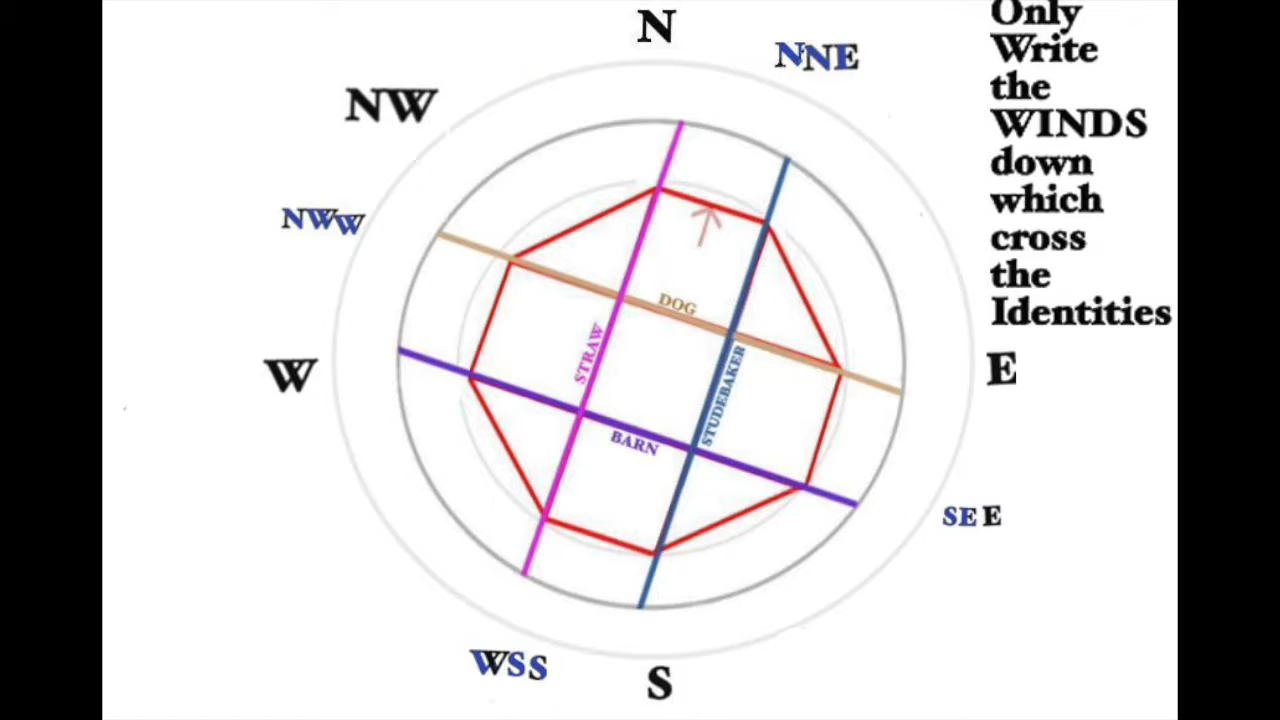 N
NNE
NW
NWW
W
E
SEE
WSS
S
DOG
STRAW
STUDEBAKER
BARN
Only
Write
the
WINDS
down
which
cross
the
Identities